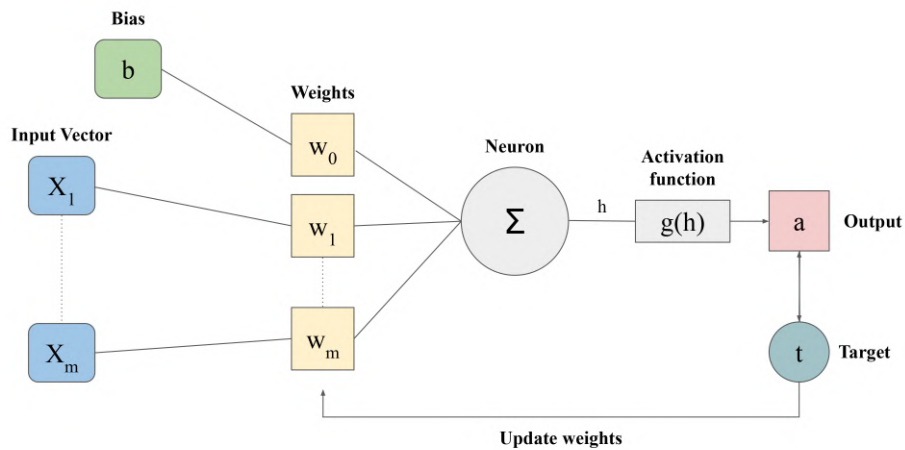 Bias
b
Weights
Input Vector
w₀
Neuron
Activation
function
X₁
h
w₁
Σ
g(h)
a
Output
Xₘ
wₘ
t
Target
Update weights